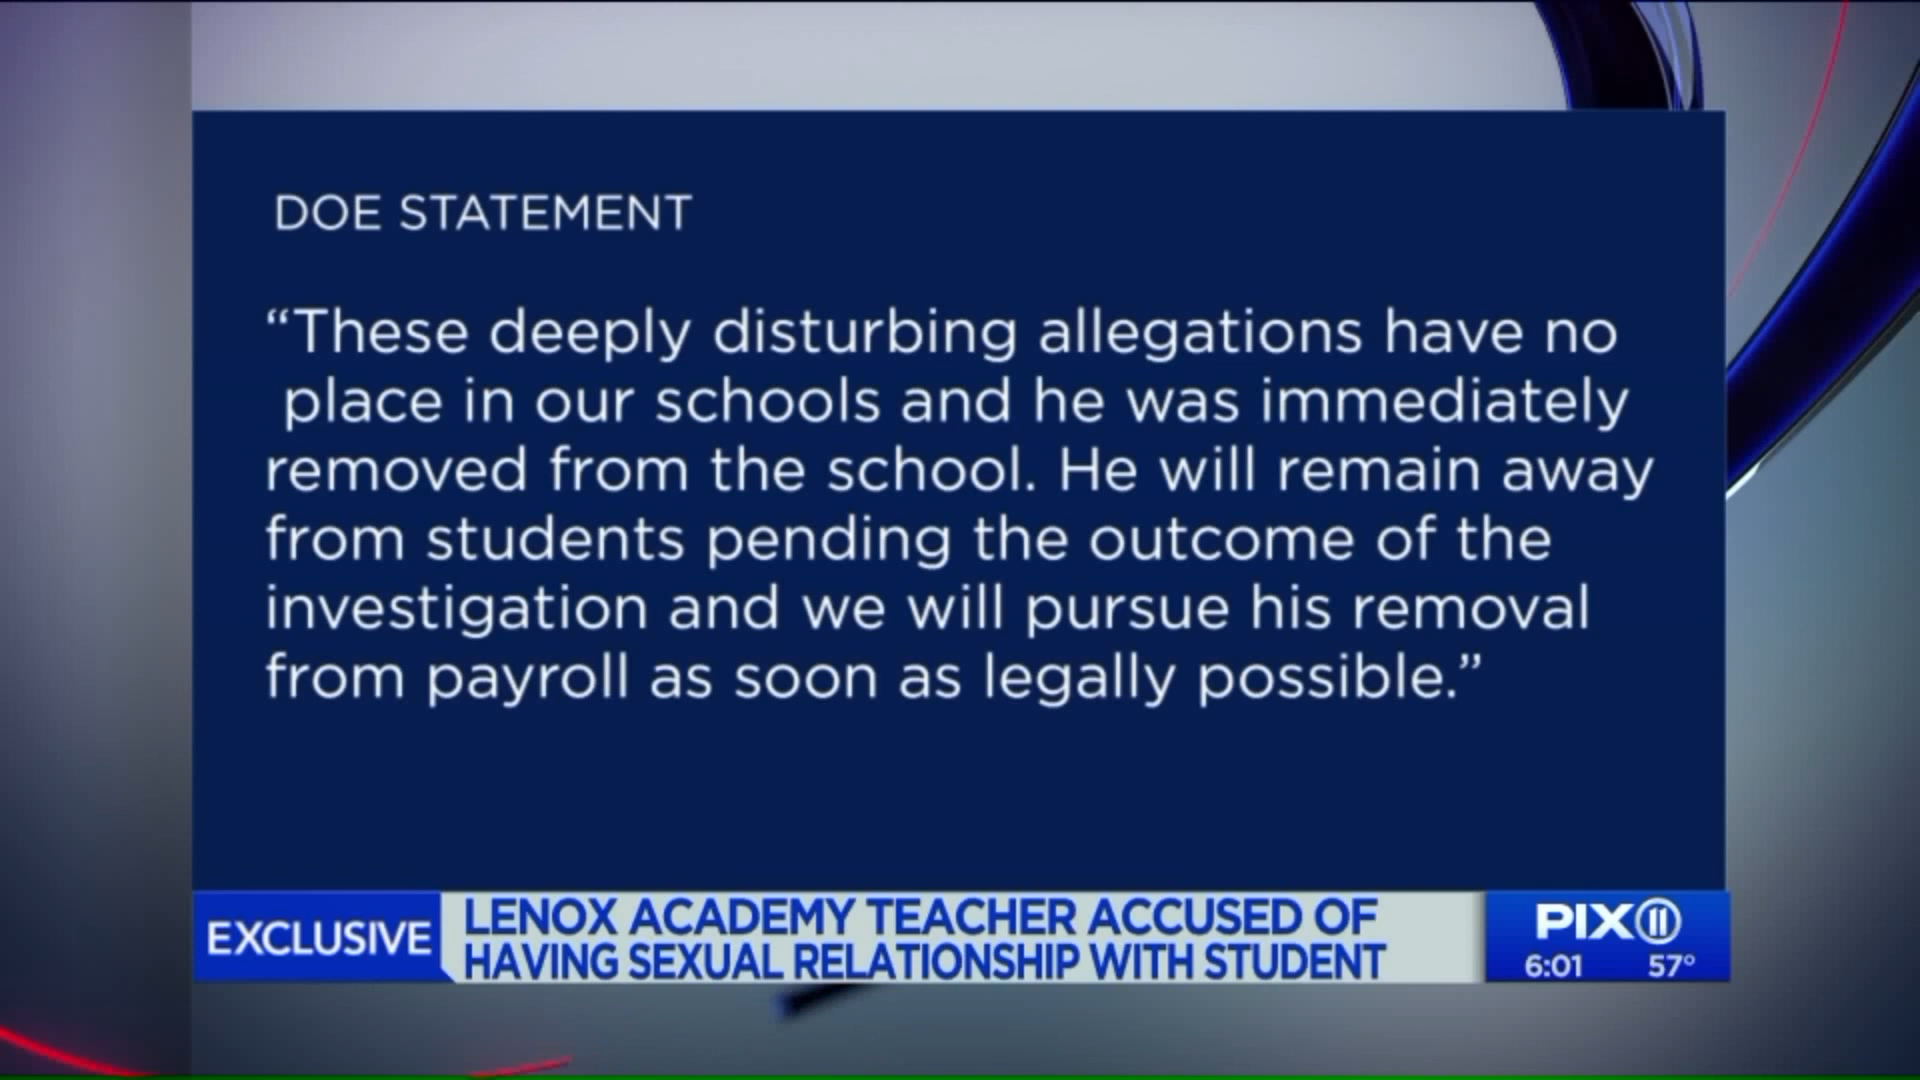 DOE STATEMENT
“These deeply disturbing allegations have no
place in our schools and he was immediately
removed from the school. He will remain away
from students pending the outcome of the
investigation and we will pursue his removal
from payroll as soon as legally possible.”
EXCLUSIVE
LENOX ACADEMY TEACHER ACCUSED OF
HAVING SEXUAL RELATIONSHIP WITH STUDENT
PIX11
6:01 57°